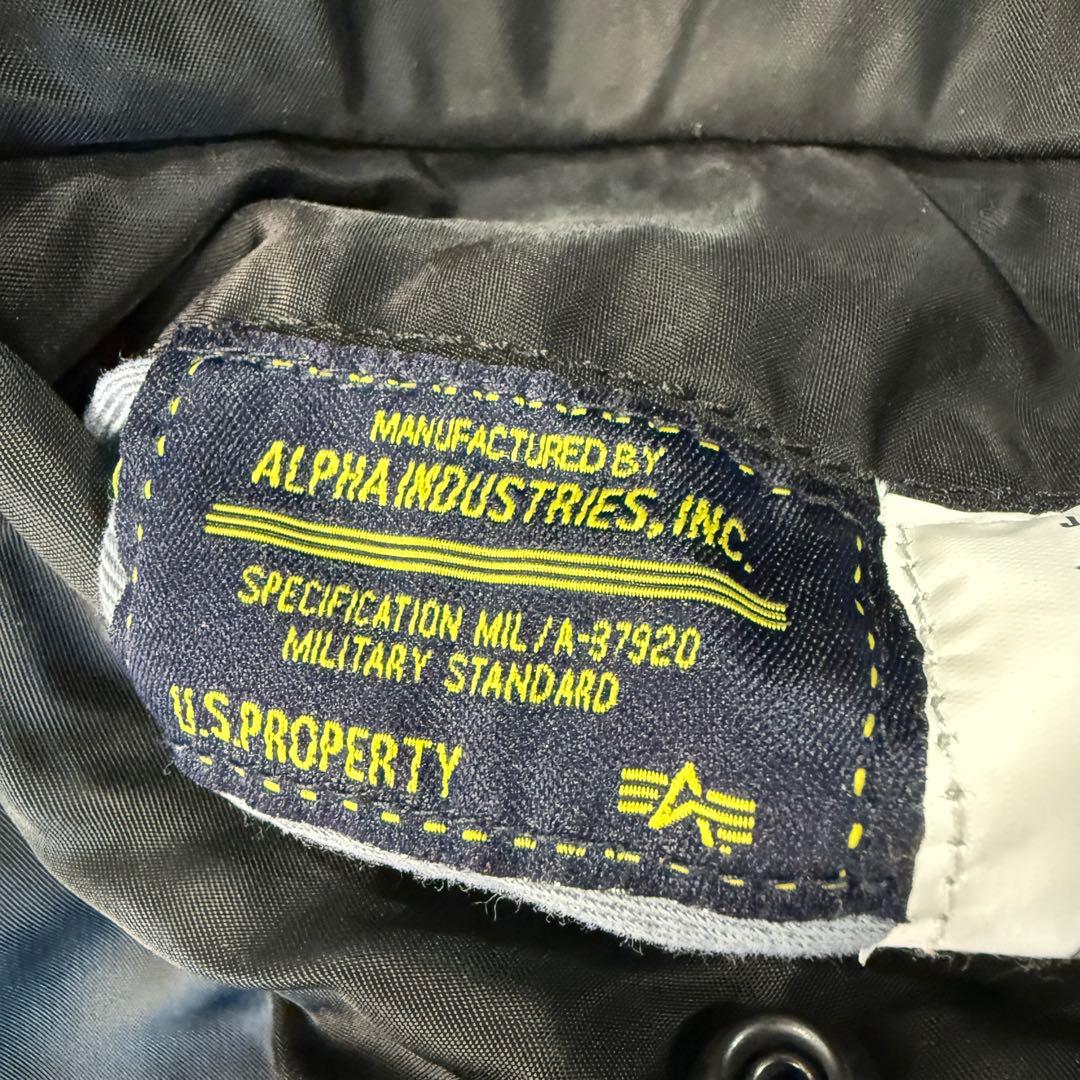 MANUFACTURED BY
ALPHA INDUSTRIES, INC.
SPECIFICATION MIL/A-37920
MILITARY STANDARD
U.S.PROPERTY